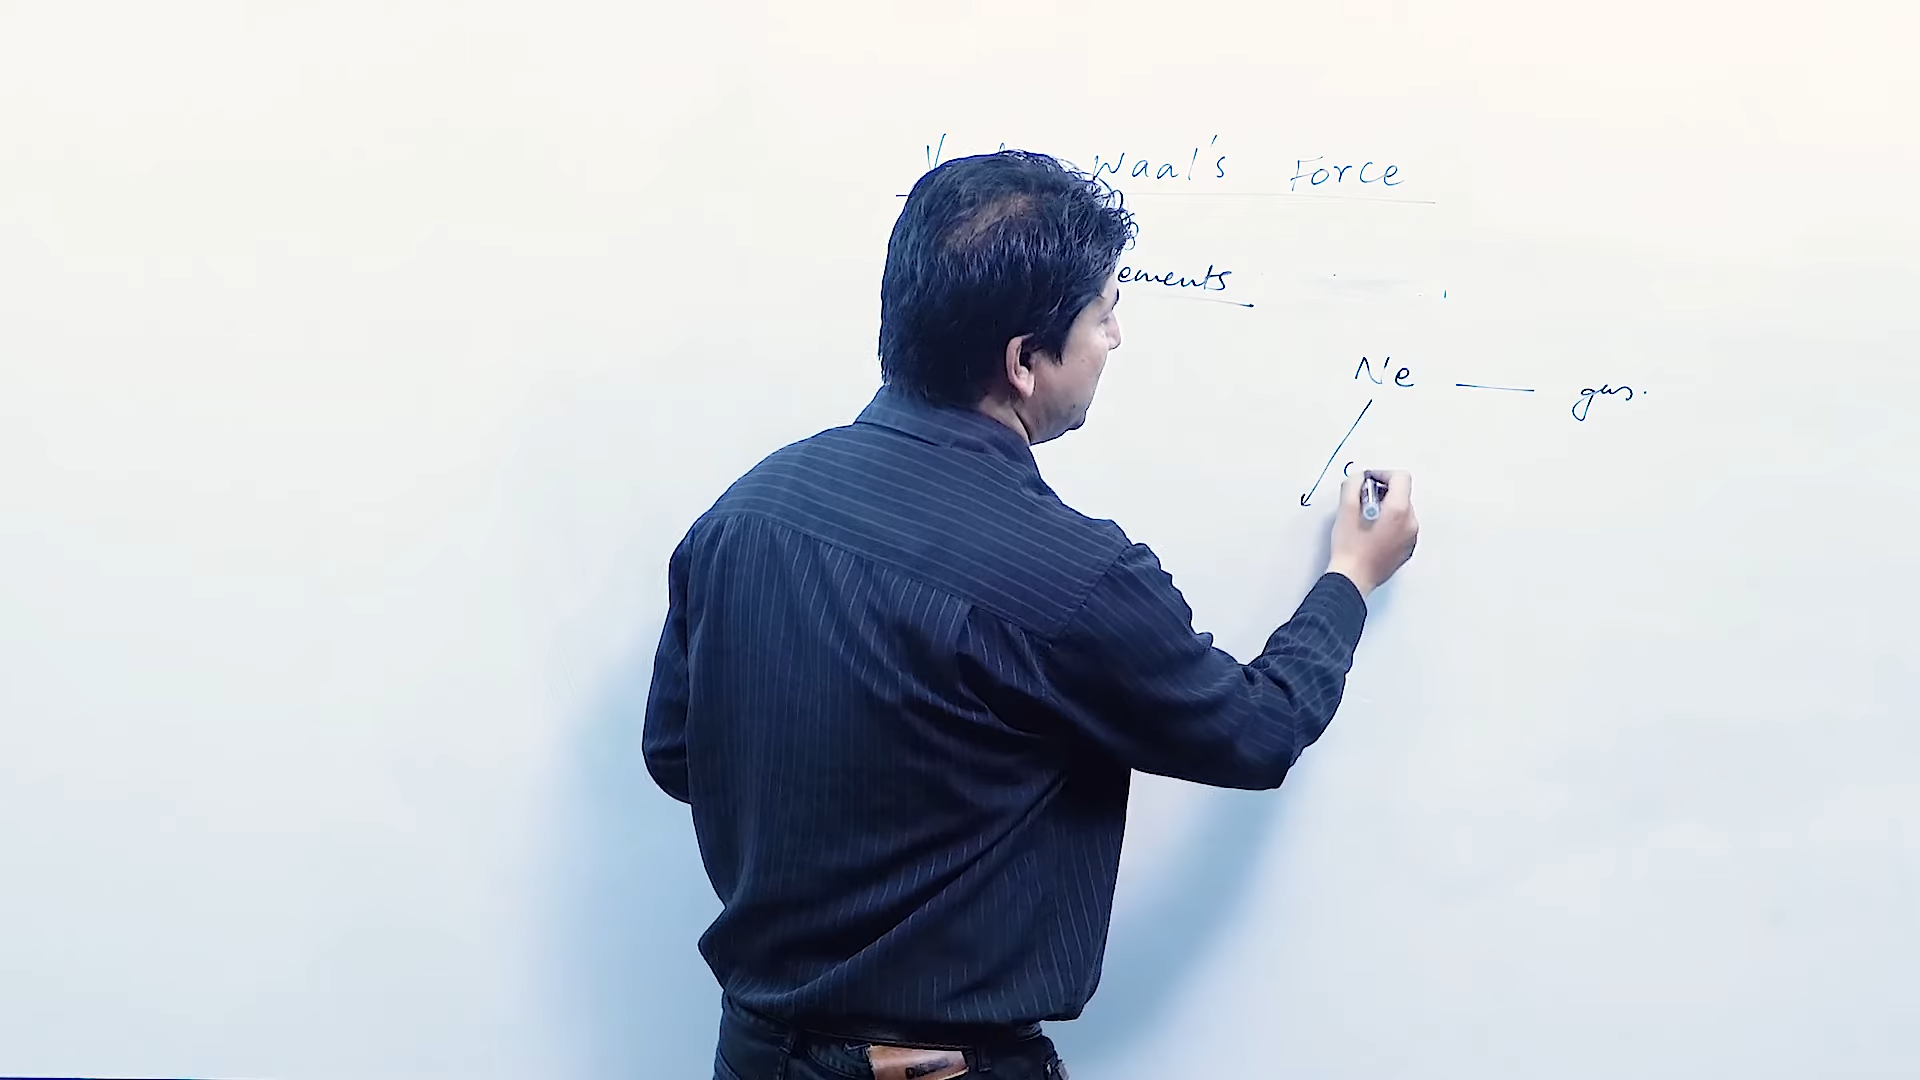 Waal's Force
ements
Ne — gas.